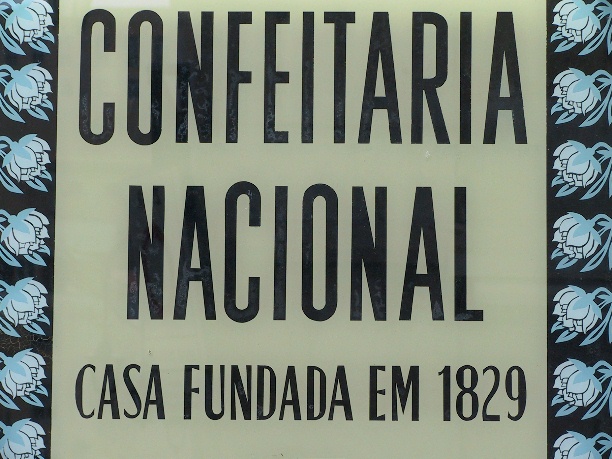 CONFEITARIA
NACIONAL
CASA FUNDADA EM 1829